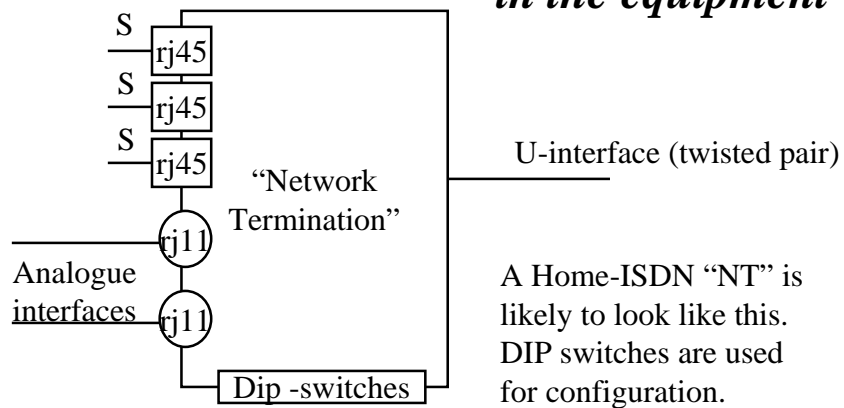 in the equipment
S
rj45
S
rj45
S
rj45
“Network
Termination”
U-interface (twisted pair)
rj11
Analogue
interfaces
rj11
Dip -switches
A Home-ISDN “NT” is
likely to look like this.
DIP switches are used
for configuration.